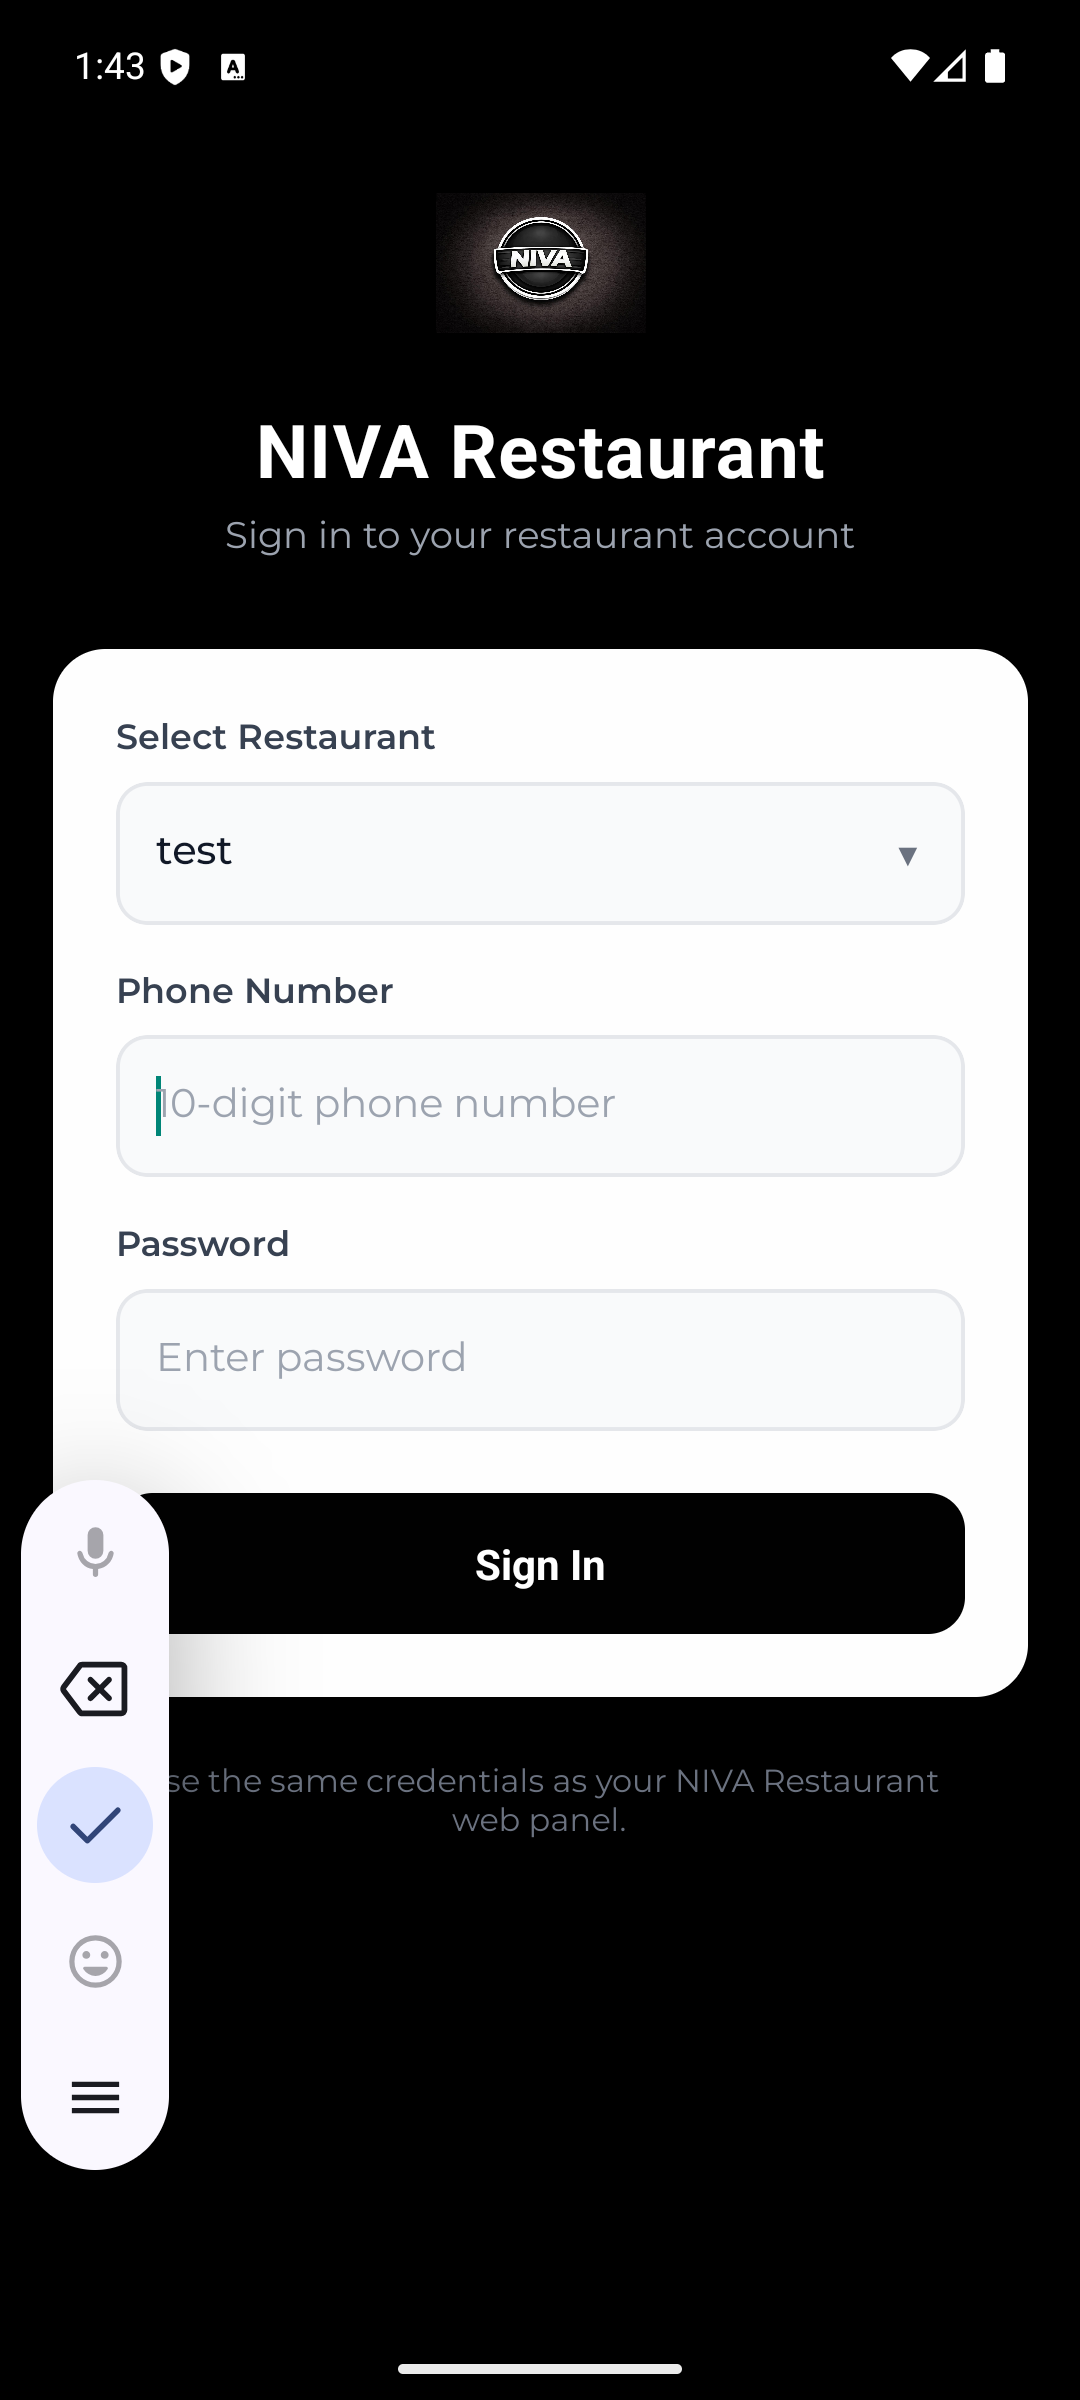 1:43
NIVA
NIVA Restaurant
Sign in to your restaurant account
Select Restaurant
test
Phone Number
10-digit phone number
Password
Enter password
Sign In
se the same credentials as your NIVA Restaurant
web panel.